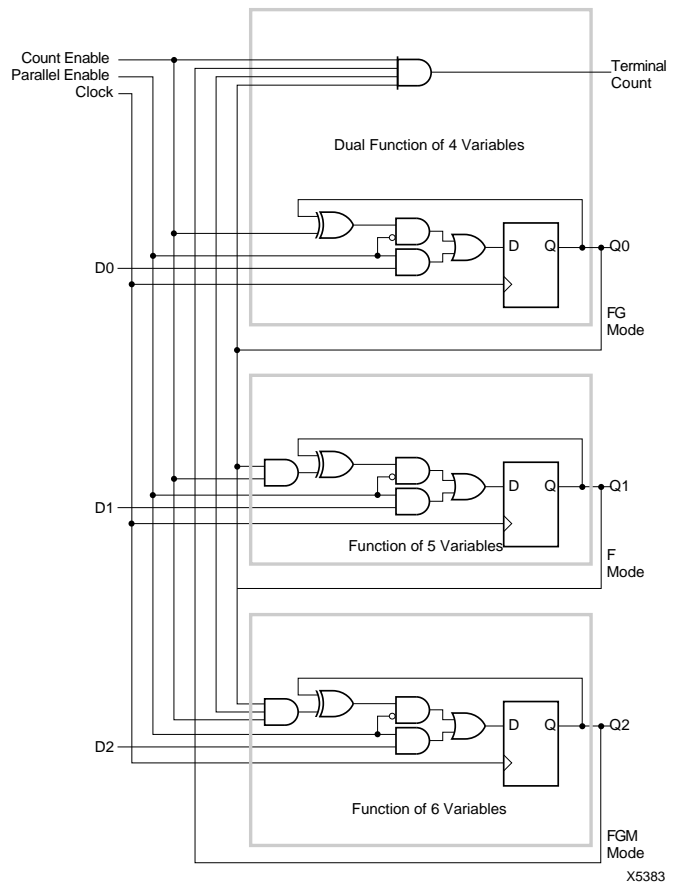 Count Enable
Parallel Enable
Clock
Terminal
Count
Dual Function of 4 Variables
D Q
Q0
D0
FG
Mode
D Q
Q1
D1
Function of 5 Variables
F
Mode
D Q
Q2
D2
Function of 6 Variables
FGM
Mode
X5383